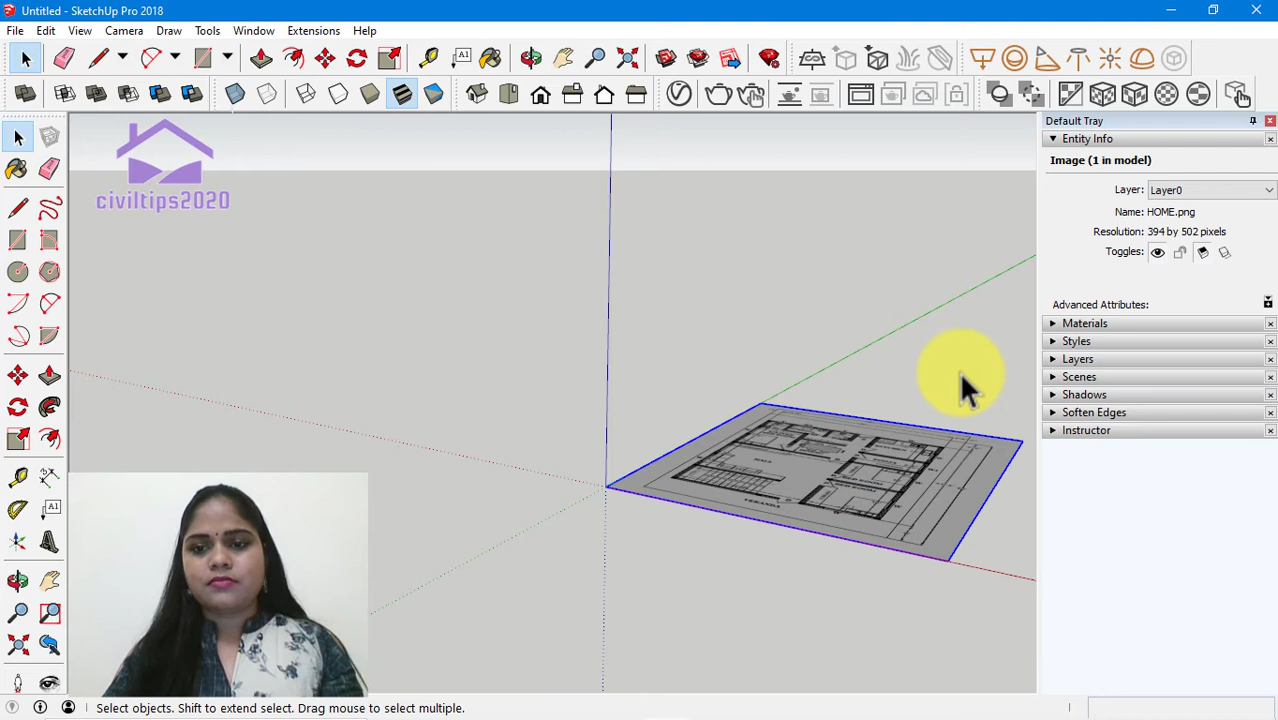 Untitled - SketchUp Pro 2018
File Edit View Camera Draw Tools Window Extensions Help
civiltips2020
Default Tray
Entity Info
Image (1 in model)
Layer: Layer0
Name: HOME.png
Resolution: 394 by 502 pixels
Toggles:
Advanced Attributes:
Materials
Styles
Layers
Scenes
Shadows
Soften Edges
Instructor
HALL
VERANDA
Select objects. Shift to extend select. Drag mouse to select multiple.